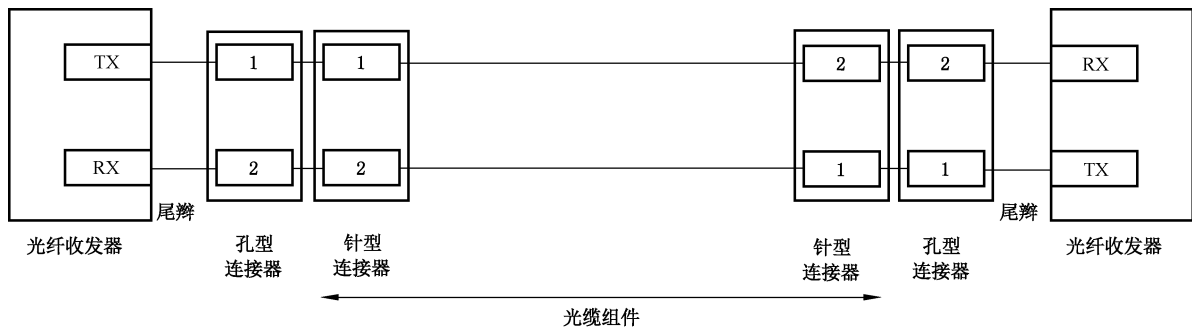 TX 1 1 2 2 RX
RX 2 2 1 1 TX
尾辫 尾辫
光纤收发器 孔型 针型 针型 孔型 光纤收发器
连接器 连接器 连接器 连接器
光缆组件